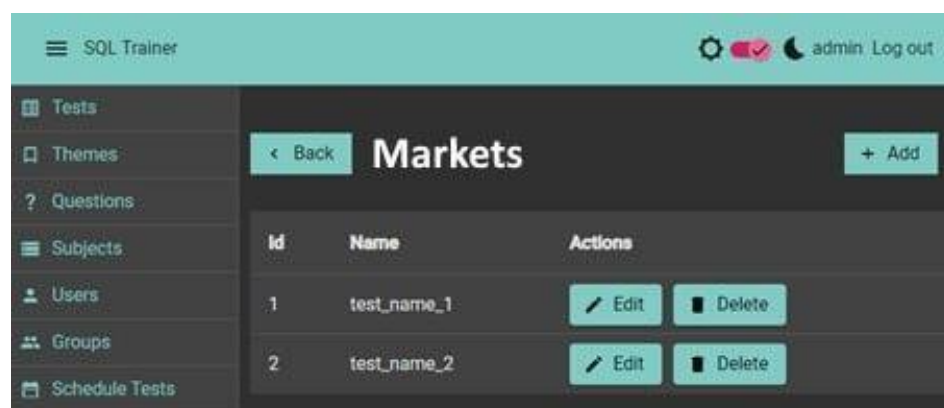 SQL Trainer
admin Log out
Tests
Themes
? Questions
Subjects
Users
Groups
Schedule Tests
< Back
Markets
+ Add
Id Name Actions
1 test_name_1 Edit Delete
2 test_name_2 Edit Delete